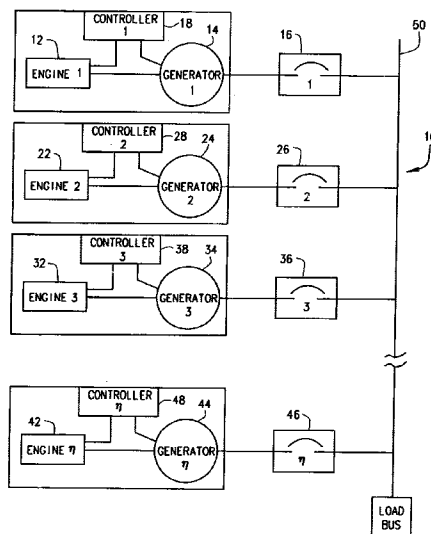 50
CONTROLLER
1
18
12
14
16
ENGINE 1
GENERATOR
1
1
CONTROLLER
2
28
22
24
26
ENGINE 2
GENERATOR
2
2
CONTROLLER
3
38
32
34
36
ENGINE 3
GENERATOR
3
3
CONTROLLER
η
48
42
44
46
ENGINE η
GENERATOR
η
η
LOAD
BUS